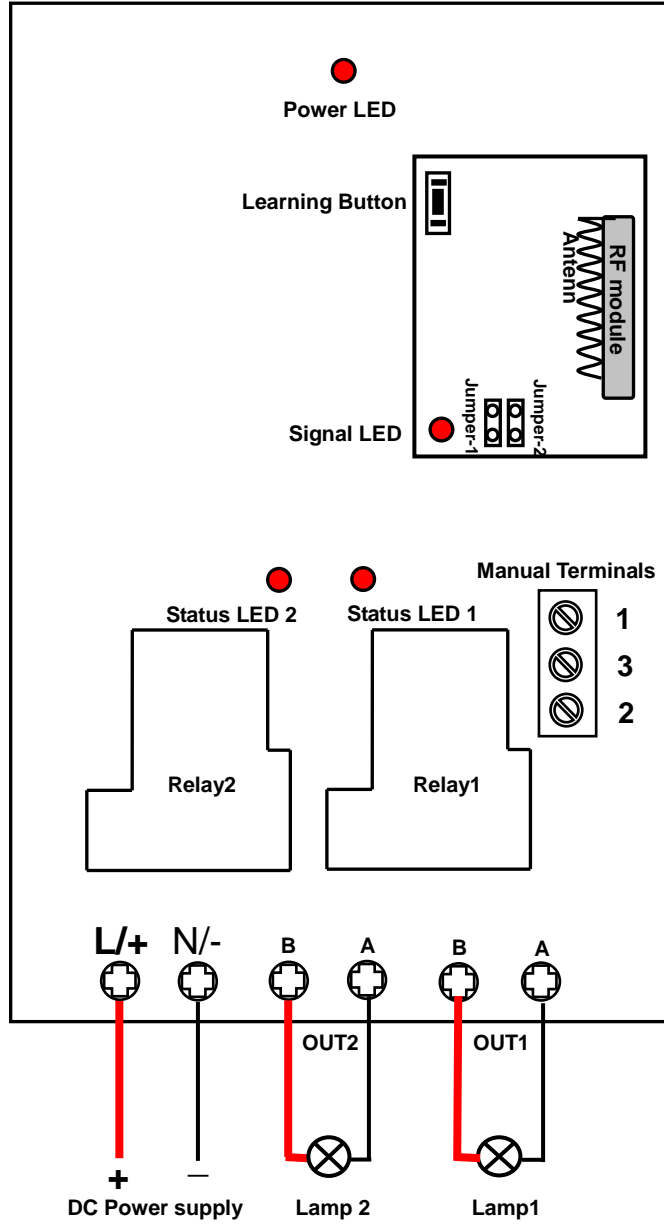 Power LED
Learning Button
RF module
Antenn
Jumper-1
Jumper-2
Signal LED
Manual Terminals
Status LED 2
Status LED 1
1
3
2
Relay2
Relay1
L/+
N/-
B
A
B
A
OUT2
OUT1
+
–
DC Power supply
Lamp 2
Lamp1